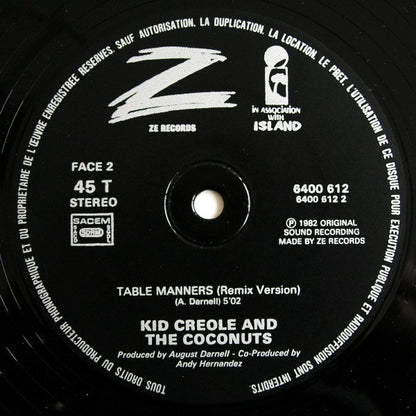 TOUS DROITS DU PRODUCTEUR PHONOGRAPHIQUE ET DU PROPRIETAIRE DE L'ŒUVRE ENREGISTREE RESERVES. SAUF AUTORISATION. LA DUPLICATION. LA LOCATION. LE PRET. L'UTILISATION DE CE DISQUE POUR EXECUTION PUBLIQUE ET RADIODIFFUSION SONT INTERDITS.
Z
ZE RECORDS
IN ASSOCIATION
WITH
ISLAND
FACE 2
45 T
STEREO
SACEM
6400 612
6400 612 2
Ⓟ 1982 ORIGINAL
SOUND RECORDING
MADE BY ZE RECORDS
TABLE MANNERS (Remix Version)
(A. Darnell) 5'02
KID CREOLE AND
THE COCONUTS
Produced by August Darnell - Co-Produced by
Andy Hernandez